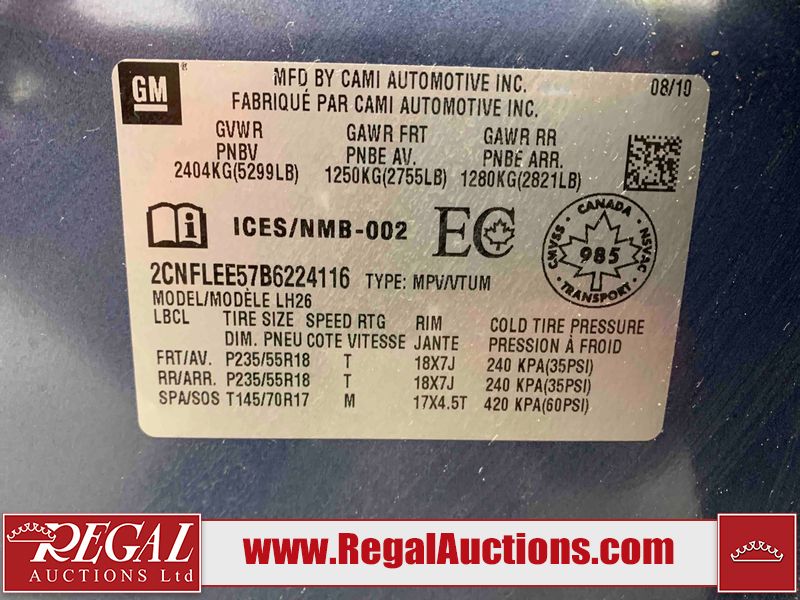 GM ®
MFD BY CAMI AUTOMOTIVE INC.
08/10
FABRIQUÉ PAR CAMI AUTOMOTIVE INC.
GVWR GAWR FRT GAWR RR
PNBV PNBE AV. PNBE ARR.
2404KG(5299LB) 1250KG(2755LB) 1280KG(2821LB)
i ICES/NMB-002 EC
CANADA
CMVSS 985 NSVAC
TRANSPORT
2CNFLEE57B6224116 TYPE: MPV/VTUM
MODEL/MODÈLE LH26
LBCL TIRE SIZE SPEED RTG RIM COLD TIRE PRESSURE
DIM. PNEU COTE VITESSE JANTE PRESSION À FROID
FRT/AV. P235/55R18 T 18X7J 240 KPA(35PSI)
RR/ARR. P235/55R18 T 18X7J 240 KPA(35PSI)
SPA/SOS T145/70R17 M 17X4.5T 420 KPA(60PSI)
REGAL
AUCTIONS Ltd
www.RegalAuctions.com